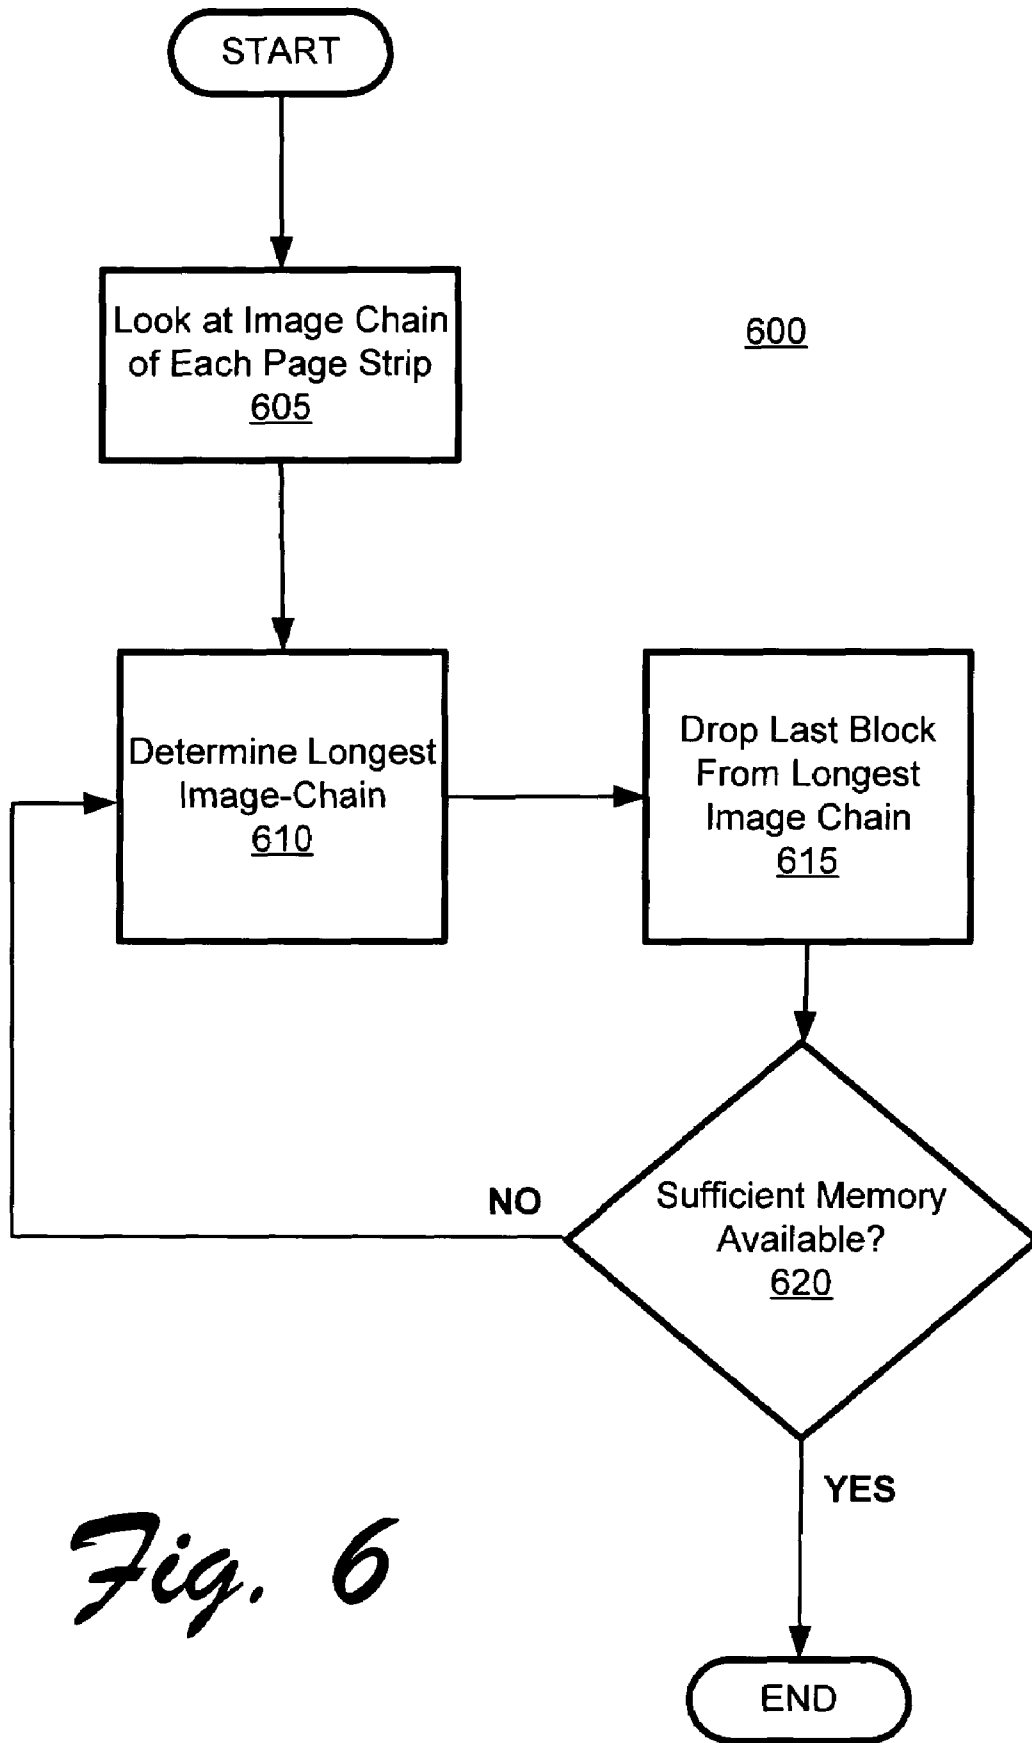 START
Look at Image Chain
of Each Page Strip
605
600
Determine Longest
Image-Chain
610
Drop Last Block
From Longest
Image Chain
615
NO
Sufficient Memory
Available?
620
YES
Fig. 6
END